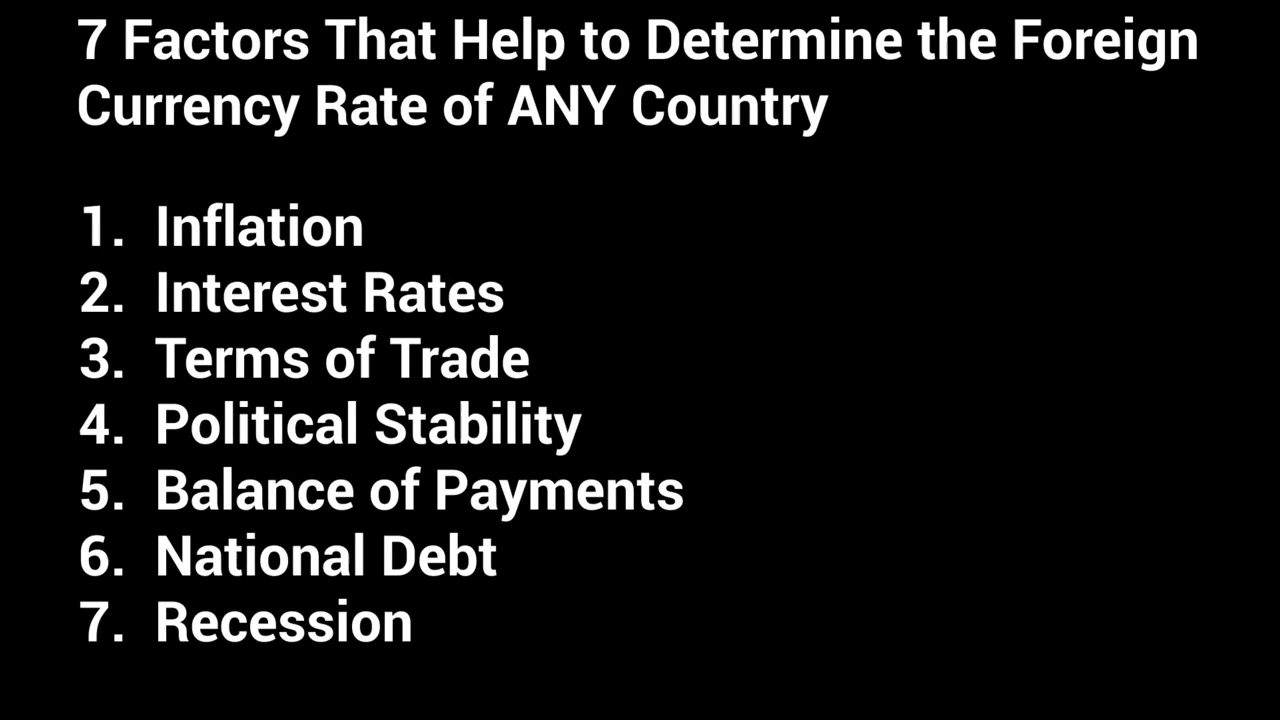 7 Factors That Help to Determine the Foreign
Currency Rate of ANY Country
1. Inflation
2. Interest Rates
3. Terms of Trade
4. Political Stability
5. Balance of Payments
6. National Debt
7. Recession